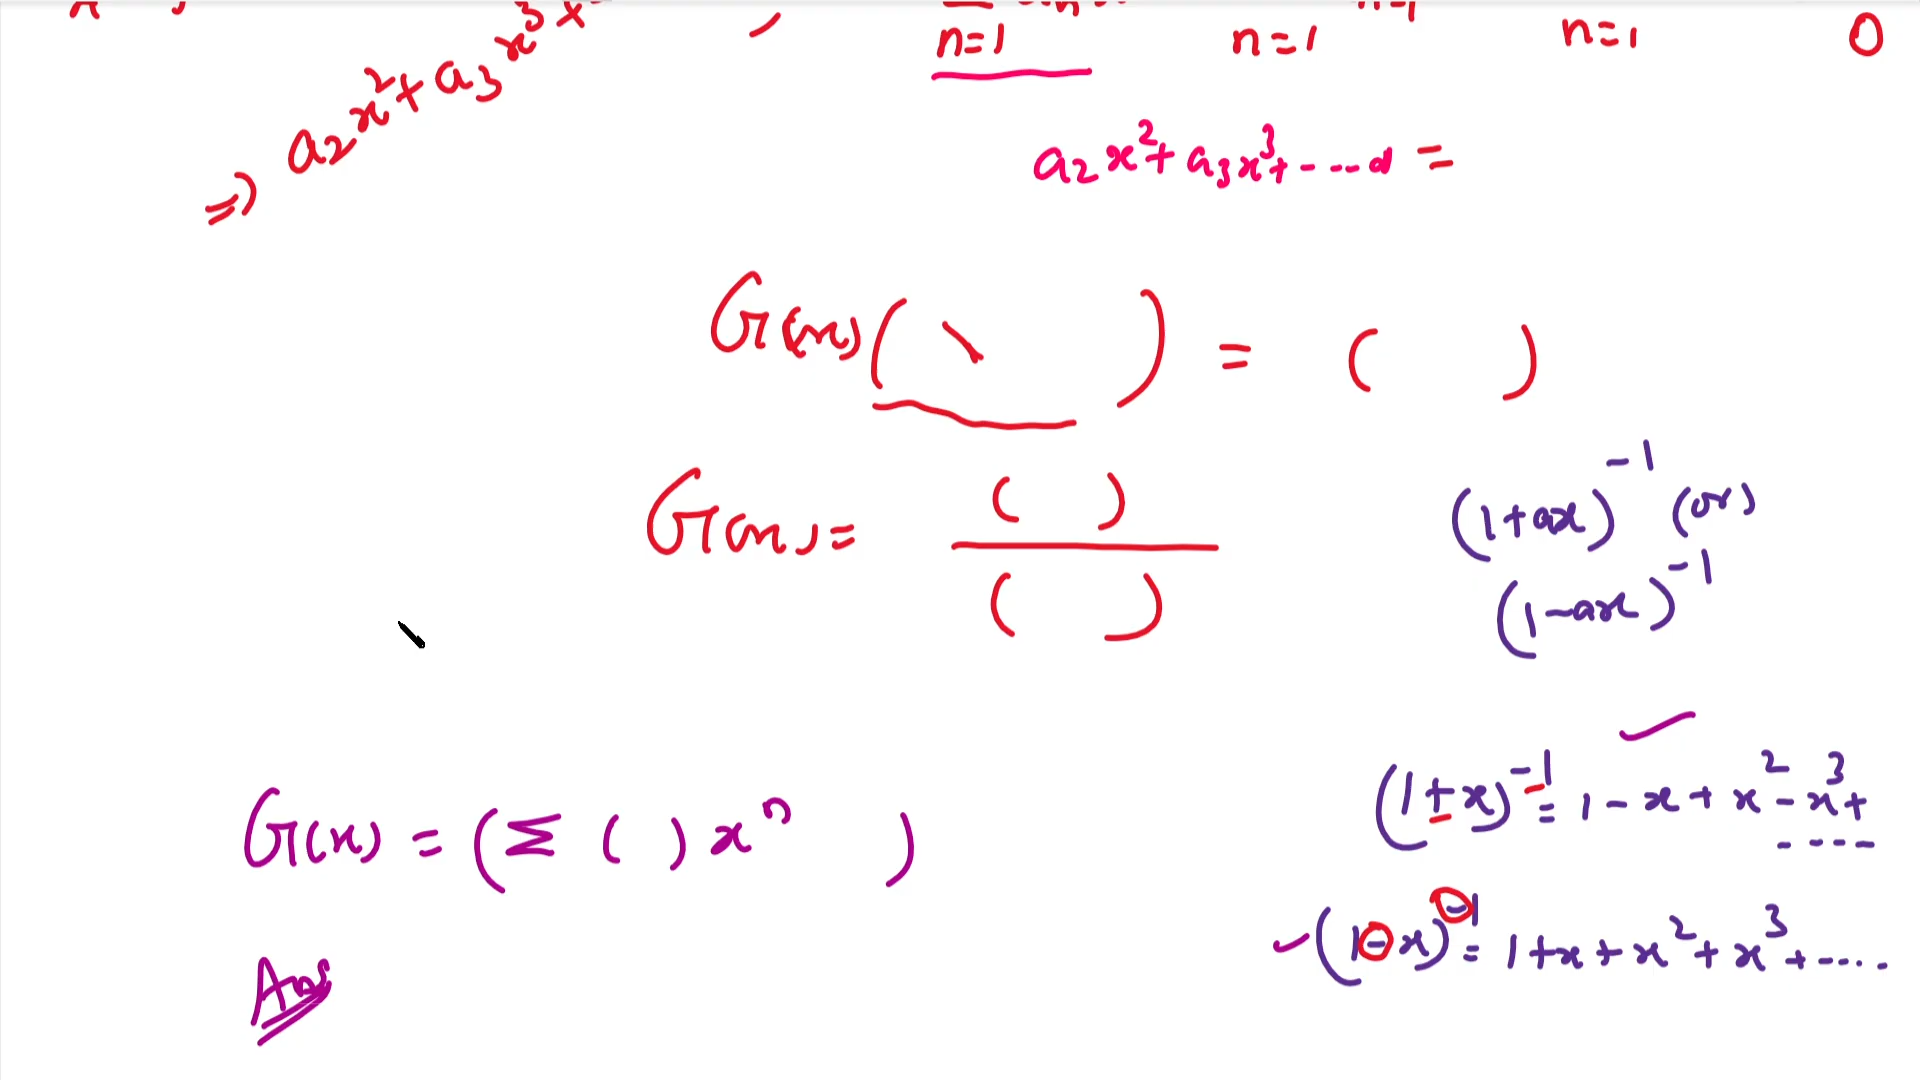 n=1 n=1 n=1 0
=> a₂x²+a₃x³+
a₂x²+a₃x³+-...d =
G(x)( ) = ( )
G(x) = ( ) / ( )
(1+ax)⁻¹ (or)
(1-ax)⁻¹
(1+x)⁻¹ = 1-x+x²-x³+ ----
G(x) = (Σ ( ) xⁿ )
(1-x)⁻¹ = 1+x+x²+x³+-....
Ans